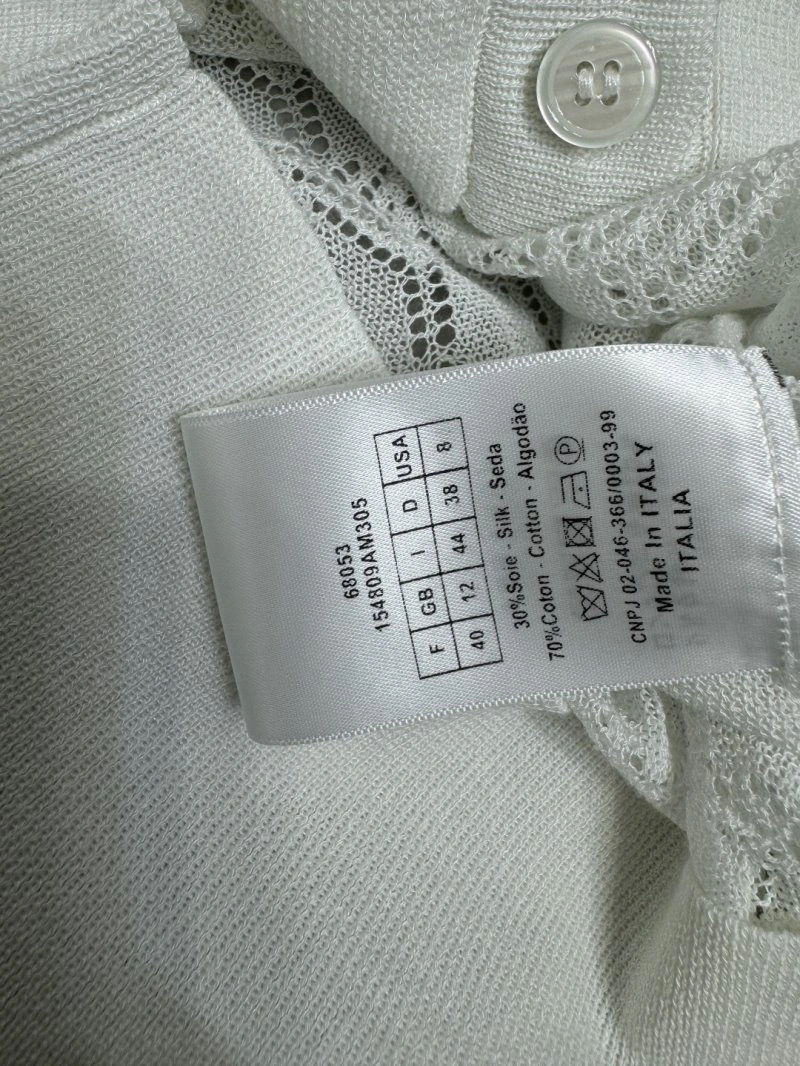 68053
154809AM305
F GB I D USA
40 12 44 38 8
30%Soie - Silk - Seda
70%Coton - Cotton - Algodão
P
CNPJ 02-046-366/0003-99
Made In ITALY
ITALIA